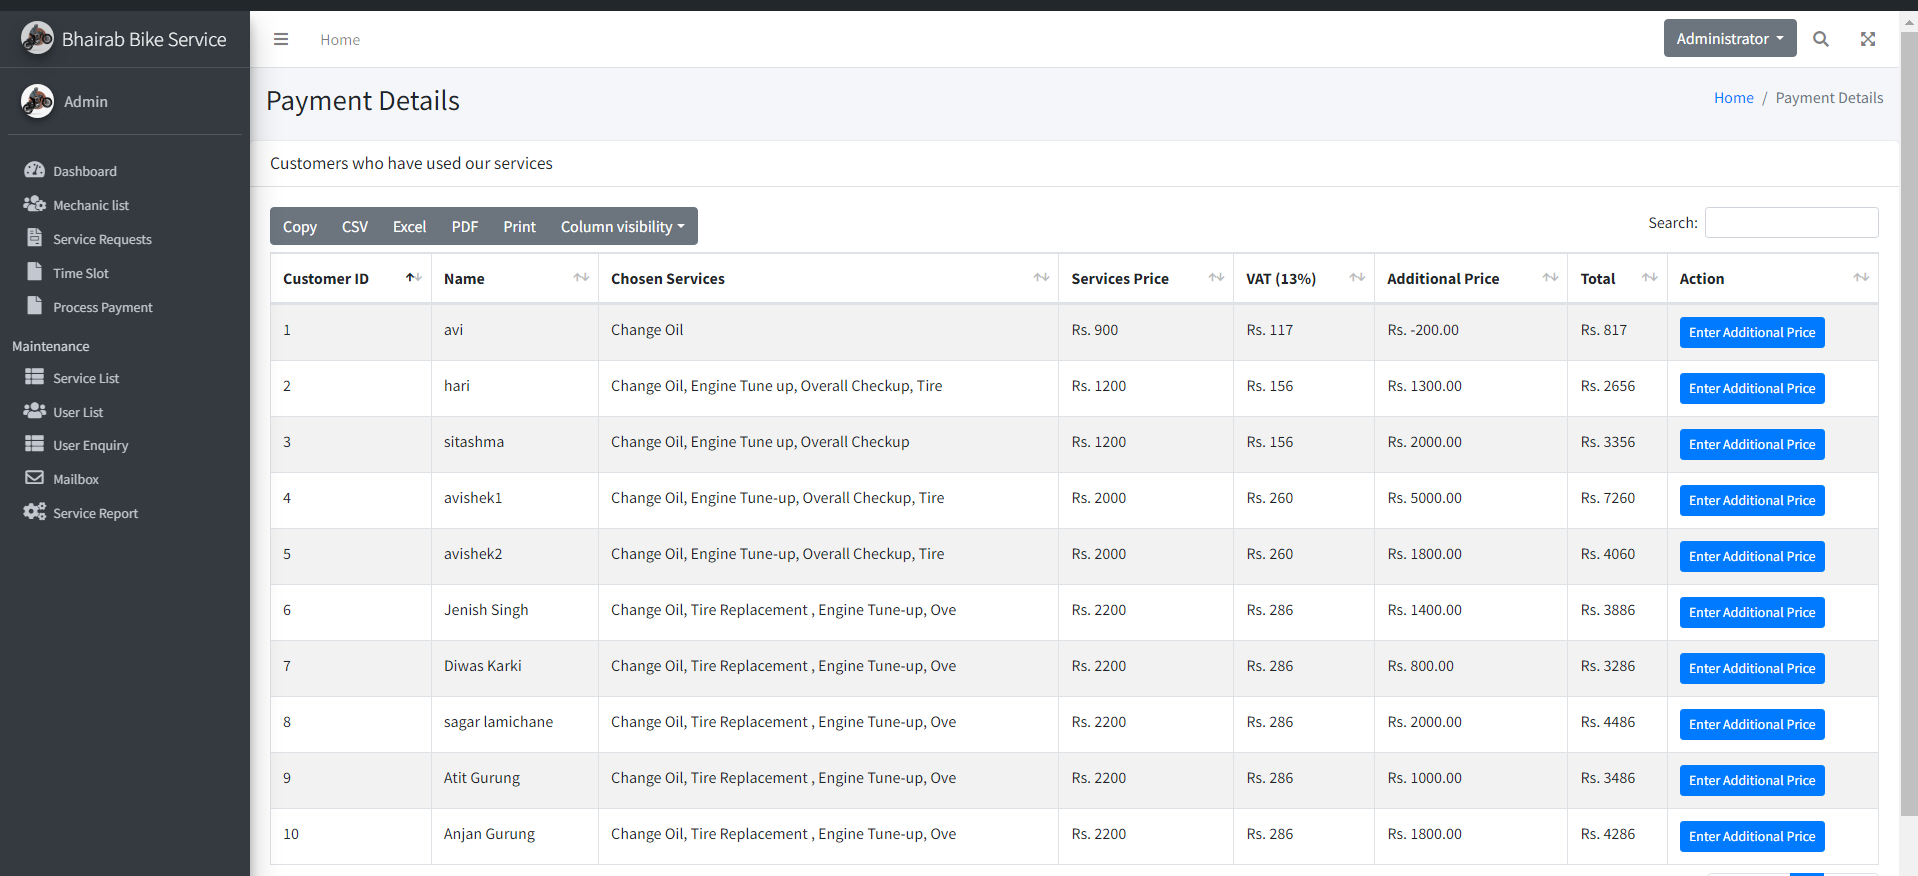 Bhairab Bike Service
Home
Administrator
Admin
Payment Details
Home / Payment Details
Customers who have used our services
Dashboard
Mechanic list
Service Requests
Time Slot
Process Payment
Maintenance
Service List
User List
User Enquiry
Mailbox
Service Report
Copy CSV Excel PDF Print Column visibility
Search:
Customer ID Name Chosen Services Services Price VAT (13%) Additional Price Total Action
1 avi Change Oil Rs. 900 Rs. 117 Rs. -200.00 Rs. 817 Enter Additional Price
2 hari Change Oil, Engine Tune up, Overall Checkup, Tire Rs. 1200 Rs. 156 Rs. 1300.00 Rs. 2656 Enter Additional Price
3 sitashma Change Oil, Engine Tune up, Overall Checkup Rs. 1200 Rs. 156 Rs. 2000.00 Rs. 3356 Enter Additional Price
4 avishek1 Change Oil, Engine Tune-up, Overall Checkup, Tire Rs. 2000 Rs. 260 Rs. 5000.00 Rs. 7260 Enter Additional Price
5 avishek2 Change Oil, Engine Tune-up, Overall Checkup, Tire Rs. 2000 Rs. 260 Rs. 1800.00 Rs. 4060 Enter Additional Price
6 Jenish Singh Change Oil, Tire Replacement , Engine Tune-up, Ove Rs. 2200 Rs. 286 Rs. 1400.00 Rs. 3886 Enter Additional Price
7 Diwas Karki Change Oil, Tire Replacement , Engine Tune-up, Ove Rs. 2200 Rs. 286 Rs. 800.00 Rs. 3286 Enter Additional Price
8 sagar lamichane Change Oil, Tire Replacement , Engine Tune-up, Ove Rs. 2200 Rs. 286 Rs. 2000.00 Rs. 4486 Enter Additional Price
9 Atit Gurung Change Oil, Tire Replacement , Engine Tune-up, Ove Rs. 2200 Rs. 286 Rs. 1000.00 Rs. 3486 Enter Additional Price
10 Anjan Gurung Change Oil, Tire Replacement , Engine Tune-up, Ove Rs. 2200 Rs. 286 Rs. 1800.00 Rs. 4286 Enter Additional Price